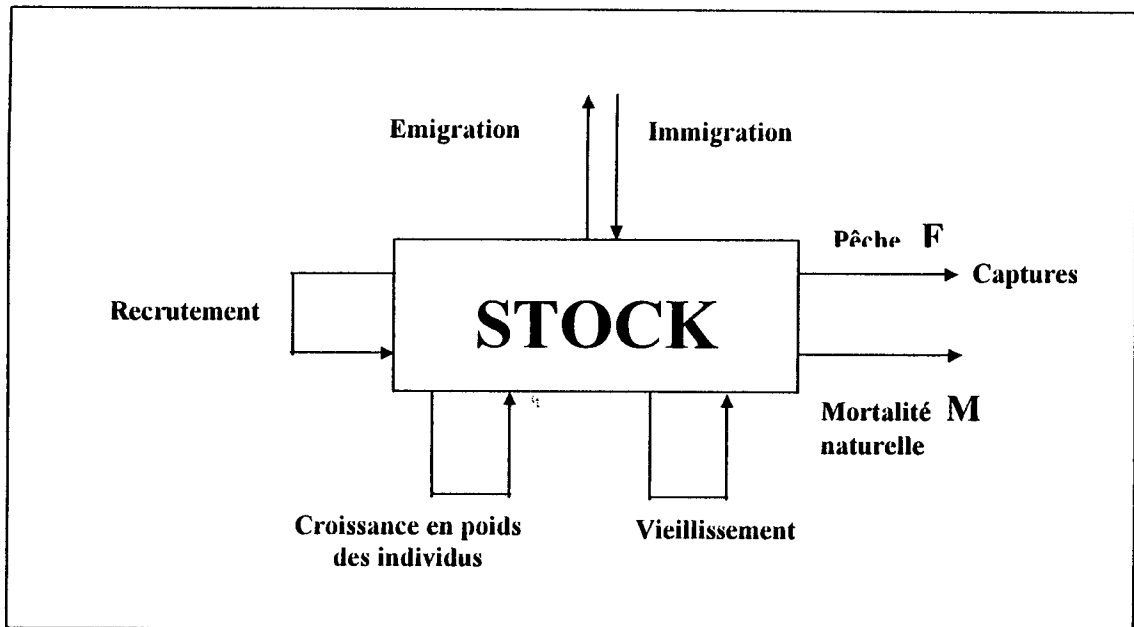 Emigration
Immigration
Pêche F
Captures
Recrutement
STOCK
Mortalité M
naturelle
Croissance en poids
des individus
Vieillissement